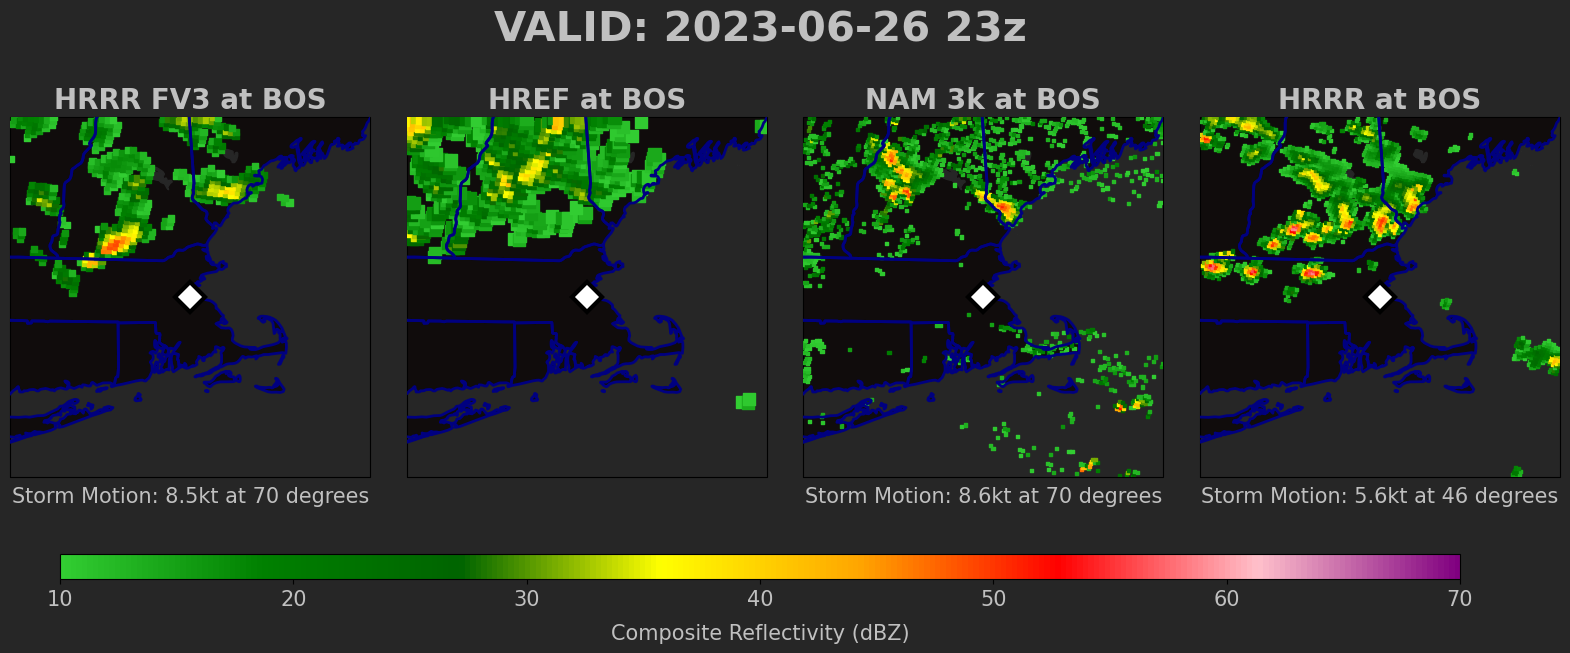 VALID: 2023-06-26 23z
HRRR FV3 at BOS
HREF at BOS
NAM 3k at BOS
HRRR at BOS
Storm Motion: 8.5kt at 70 degrees
Storm Motion: 8.6kt at 70 degrees
Storm Motion: 5.6kt at 46 degrees
10 20 30 40 50 60 70
Composite Reflectivity (dBZ)